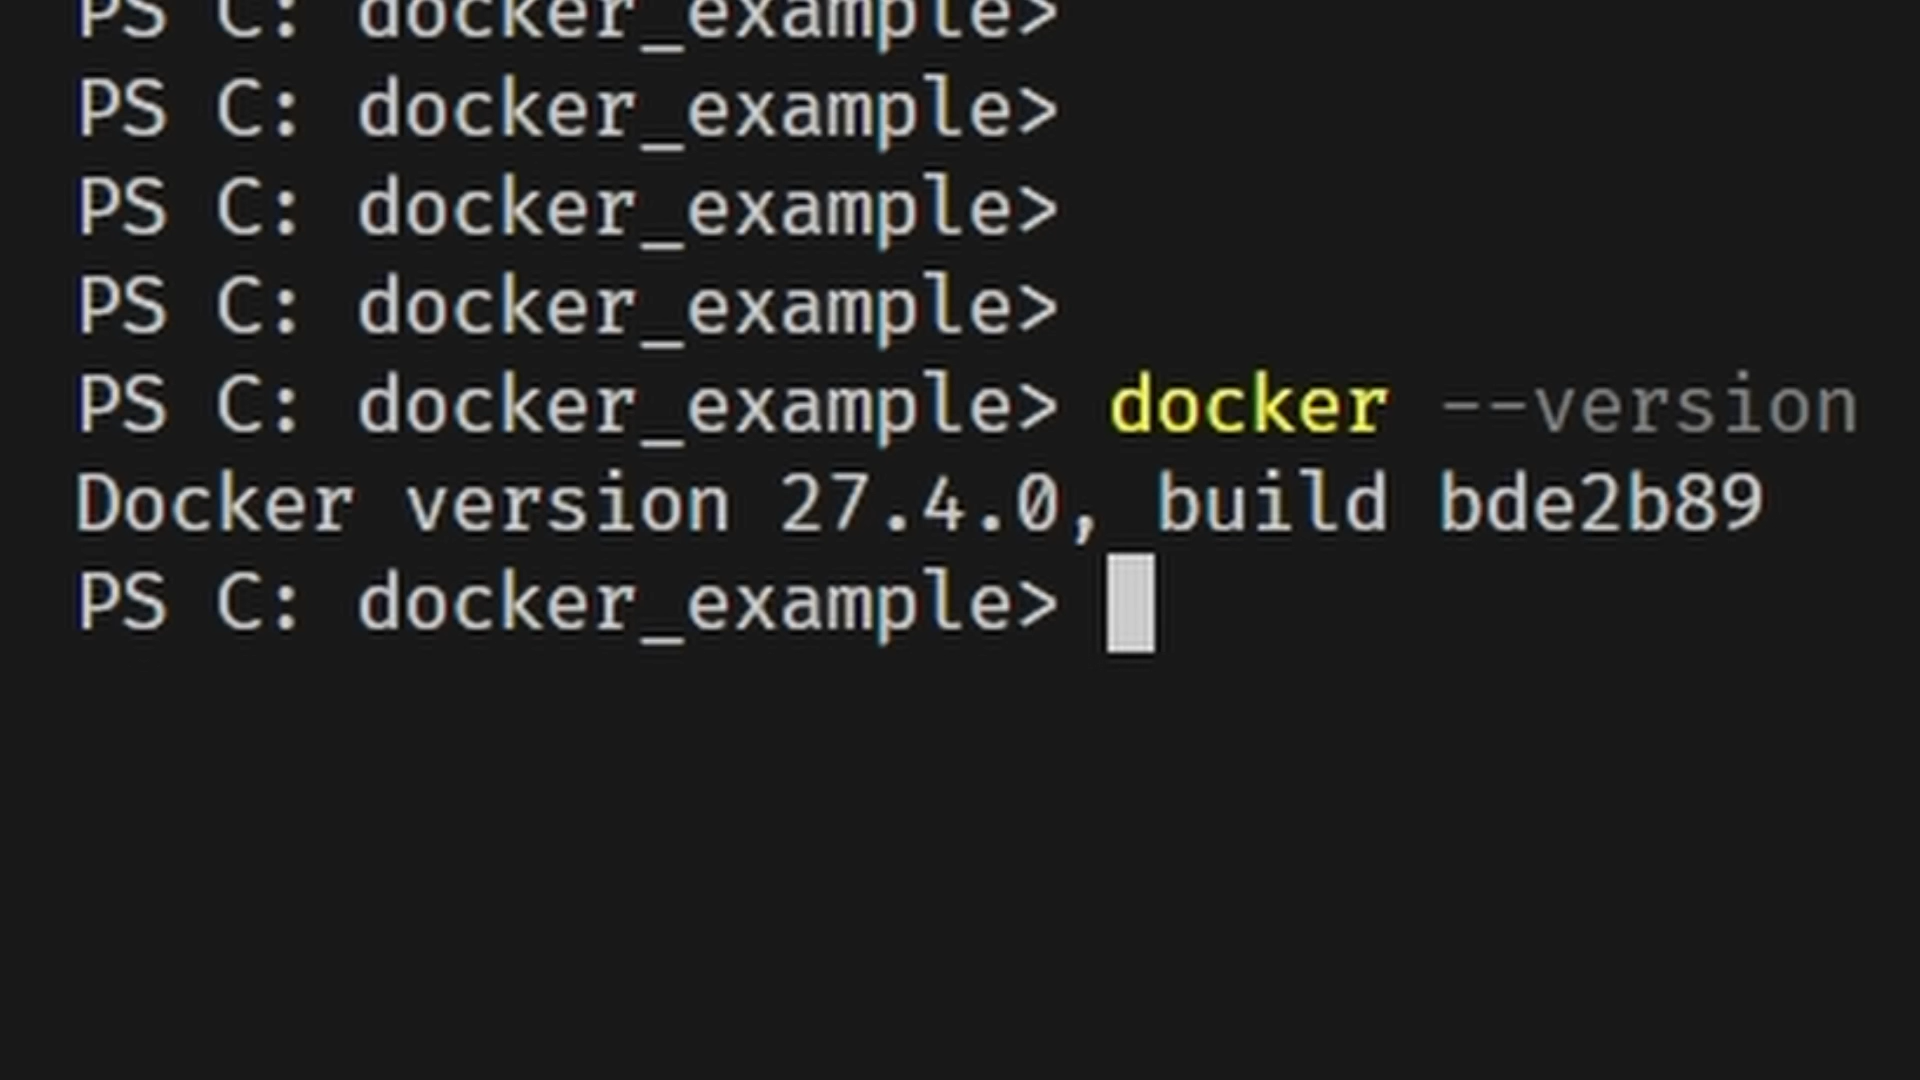 PS C: docker_example>
PS C: docker_example>
PS C: docker_example>
PS C: docker_example>
PS C: docker_example> docker --version
Docker version 27.4.0, build bde2b89
PS C: docker_example>